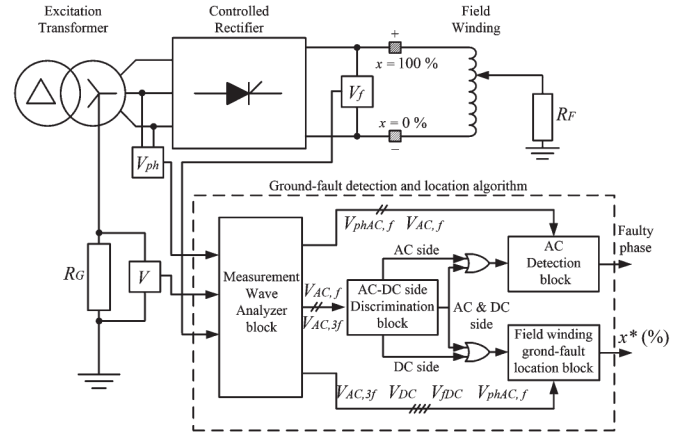 Excitation
Transformer
Controlled
Rectifier
Field
Winding
+
x = 100 %
Vf
x = 0 %
−
RF
Vph
RG
V
Ground-fault detection and location algorithm
VphAC, f VAC, f
Measurement
Wave
Analyzer
block
VAC, f
VAC, 3f
AC side
AC-DC side
Discrimination
block
AC & DC
side
DC side
AC
Detection
block
Faulty
phase
Field winding
grond-fault
location block
x* (%)
VAC, 3f VDC VfDC VphAC, f